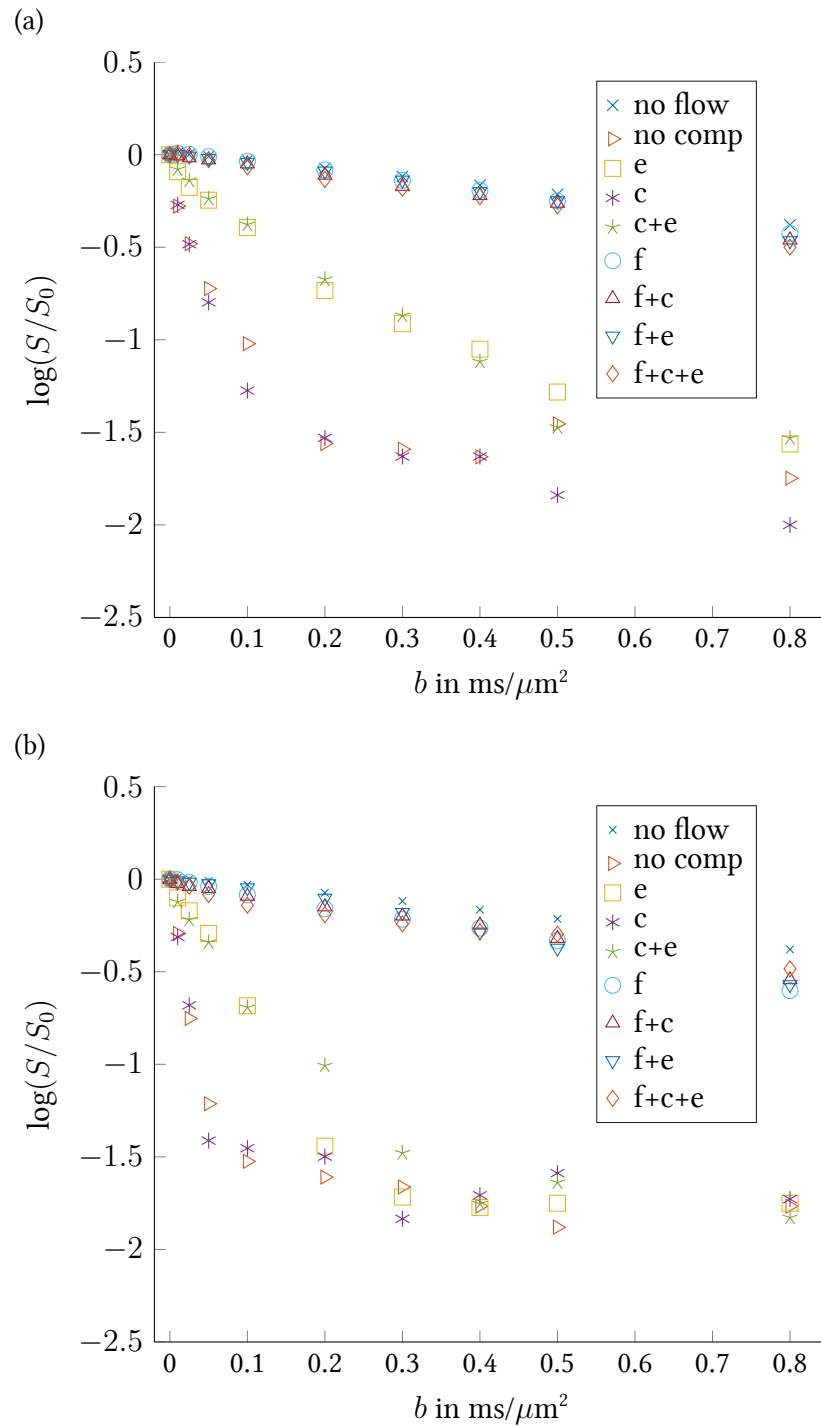 (a)
0.5
0
−0.5
−1
−1.5
−2
−2.5
log(S/S₀)
0 0.1 0.2 0.3 0.4 0.5 0.6 0.7 0.8
b in ms/μm²
no flow
no comp
e
c
c+e
f
f+c
f+e
f+c+e
(b)
0.5
0
−0.5
−1
−1.5
−2
−2.5
log(S/S₀)
0 0.1 0.2 0.3 0.4 0.5 0.6 0.7 0.8
b in ms/μm²
no flow
no comp
e
c
c+e
f
f+c
f+e
f+c+e